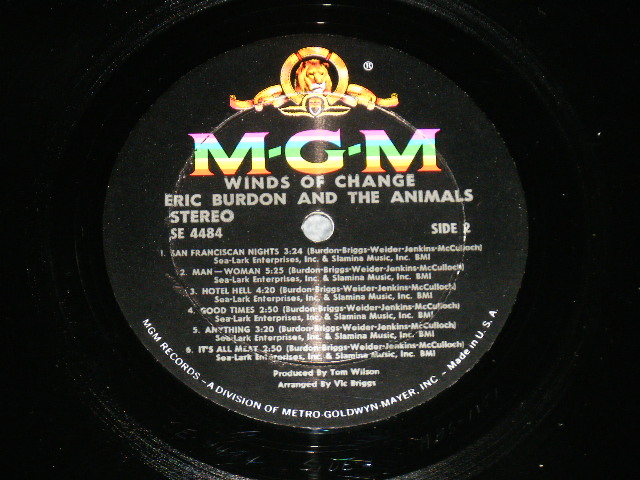 ®
M-G-M
WINDS OF CHANGE
ERIC BURDON AND THE ANIMALS
STEREO
SE 4484 SIDE 2
1. SAN FRANCISCAN NIGHTS 3:24 (Burdon-Briggs-Weider-Jenkins-McCulloch)
Sea-Lark Enterprises, Inc. & Slamina Music, Inc. BMI
2. MAN—WOMAN 5:25 (Burdon-Briggs-Weider-Jenkins-McCulloch)
Sea-Lark Enterprises, Inc. & Slamina Music, Inc. BMI
3. HOTEL HELL 4:20 (Burdon-Briggs-Weider-Jenkins-McCulloch)
Sea-Lark Enterprises, Inc. & Slamina Music, Inc. BMI
4. GOOD TIMES 2:50 (Burdon-Briggs-Weider-Jenkins-McCulloch)
Sea-Lark Enterprises, Inc. & Slamina Music, Inc. BMI
5. ANYTHING 3:20 (Burdon-Briggs-Weider-Jenkins-McCulloch)
Sea-Lark Enterprises, Inc. & Slamina Music, Inc. BMI
6. IT'S ALL MEAT 2:50 (Burdon-Briggs-Weider-Jenkins-McCulloch)
Sea-Lark Enterprises, Inc. & Slamina Music, Inc. BMI
Produced By Tom Wilson
Arranged By Vic Briggs
MGM RECORDS – A DIVISION OF METRO-GOLDWYN-MAYER, INC – Made in U.S.A.